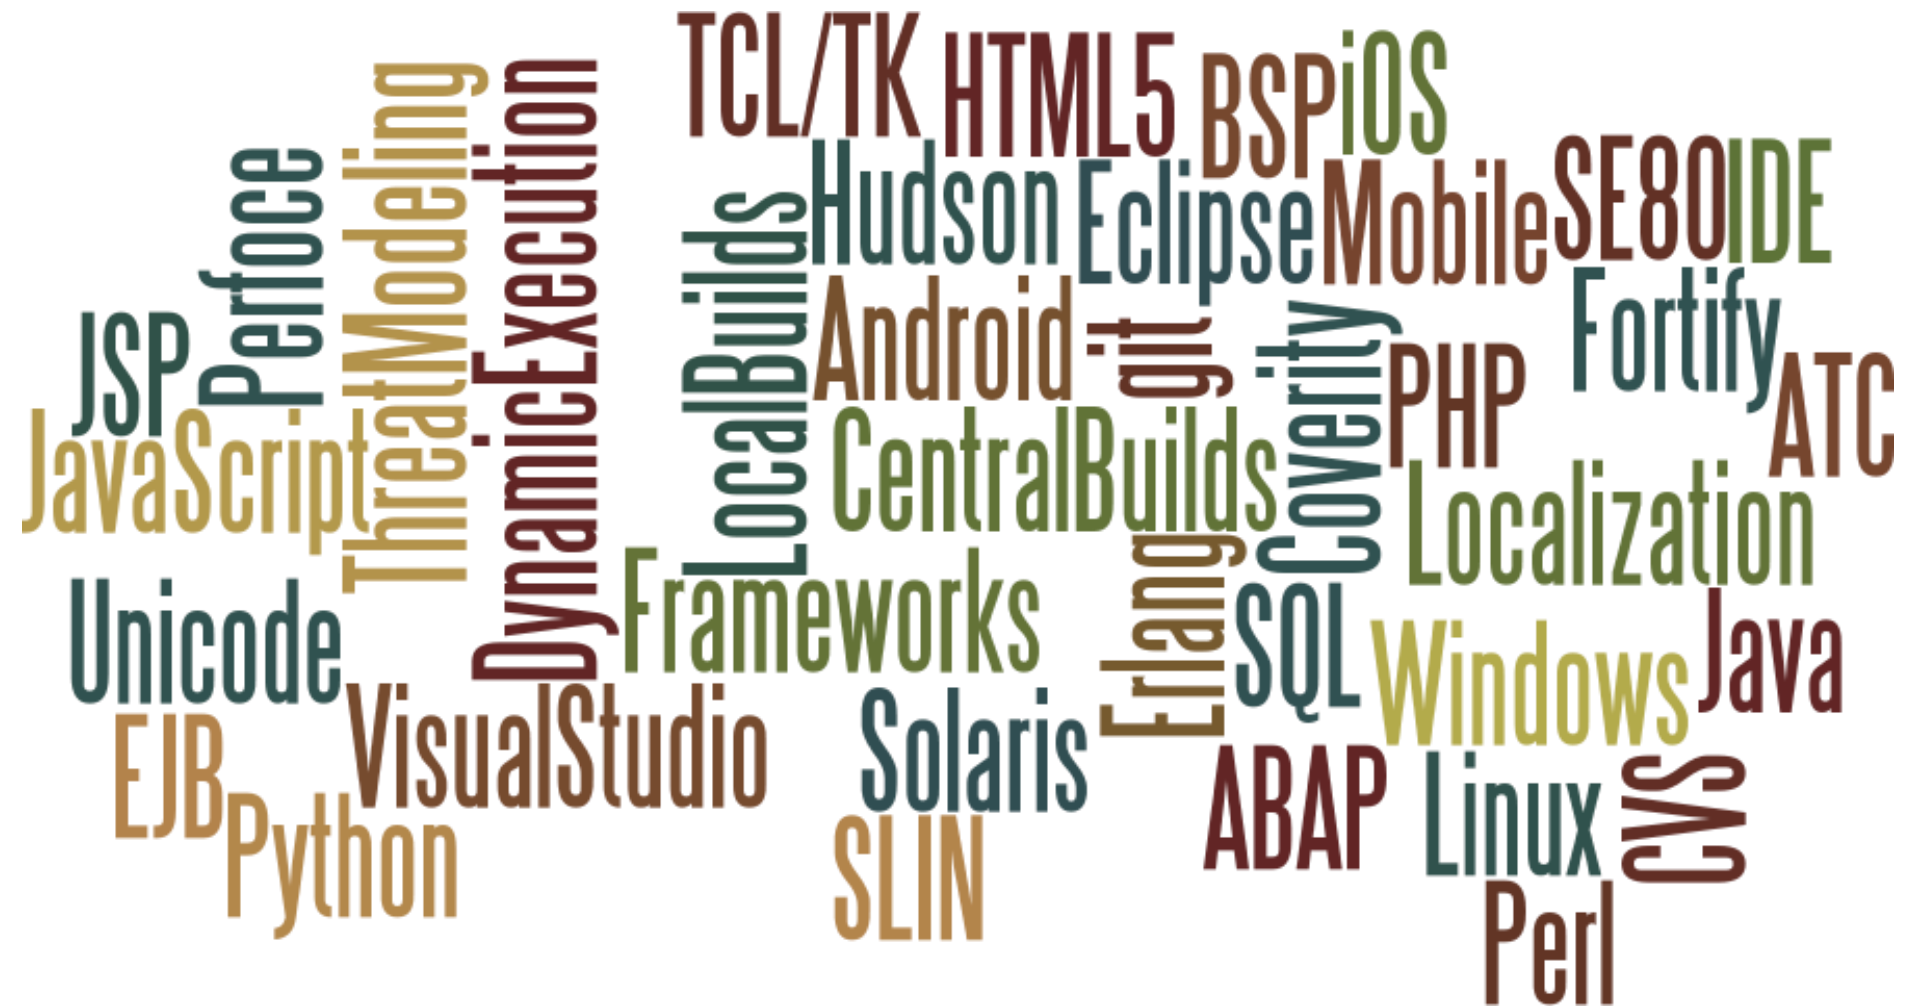 TCL/TK
HTML5
BSP
iOS
Perfoce
ThreatModeling
DynamicExecution
LocalBuilds
Hudson
Eclipse
Mobile
SE80
IDE
JSP
Android
git
Coverity
PHP
Fortify
ATC
JavaScript
CentralBuilds
Localization
Unicode
Frameworks
Erlang
SQL
Windows
Java
EJB
VisualStudio
Solaris
ABAP
Linux
CVS
Python
SLIN
Perl